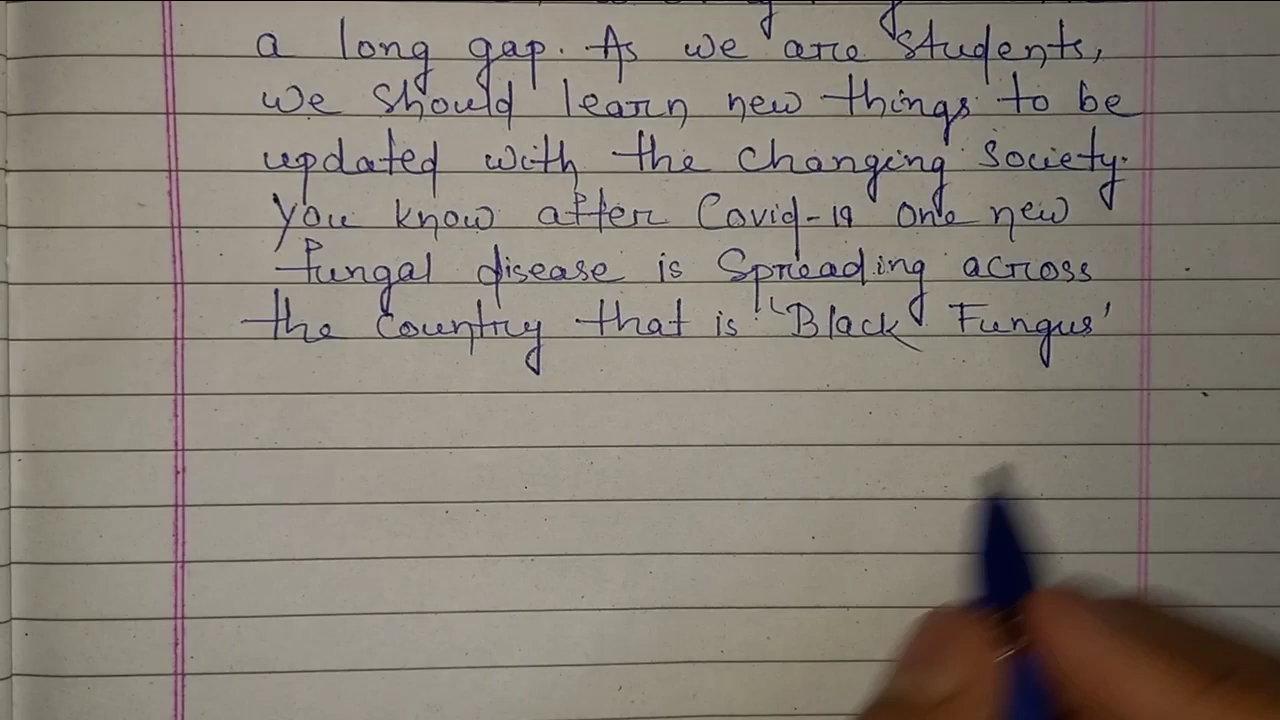 a long gap. As we are students,
we should learn new things to be
updated with the changing society.
You know after Covid-19 one new
fungal disease is spreading across
the country that is "Black Fungus'